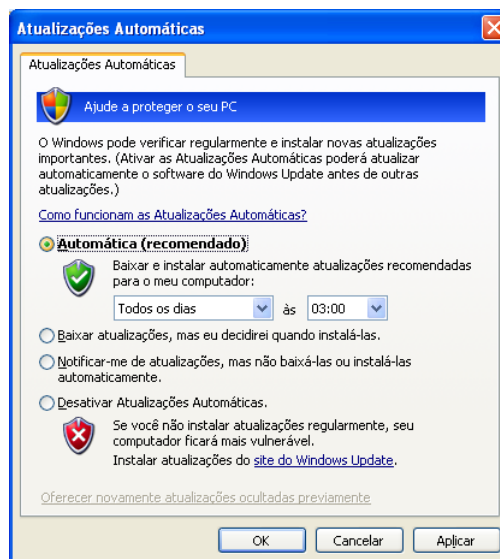 Atualizações Automáticas
Atualizações Automáticas
Ajude a proteger o seu PC
O Windows pode verificar regularmente e instalar novas atualizações
importantes. (Ativar as Atualizações Automáticas poderá atualizar
automaticamente o software do Windows Update antes de outras
atualizações.)
Como funcionam as Atualizações Automáticas?
Automática (recomendado)
Baixar e instalar automaticamente atualizações recomendadas
para o meu computador:
Todos os dias às 03:00
Baixar atualizações, mas eu decidirei quando instalá-las.
Notificar-me de atualizações, mas não baixá-las ou instalá-las
automaticamente.
Desativar Atualizações Automáticas.
Se você não instalar atualizações regularmente, seu
computador ficará mais vulnerável.
Instalar atualizações do site do Windows Update.
Oferecer novamente atualizações ocultadas previamente
OK Cancelar Aplicar